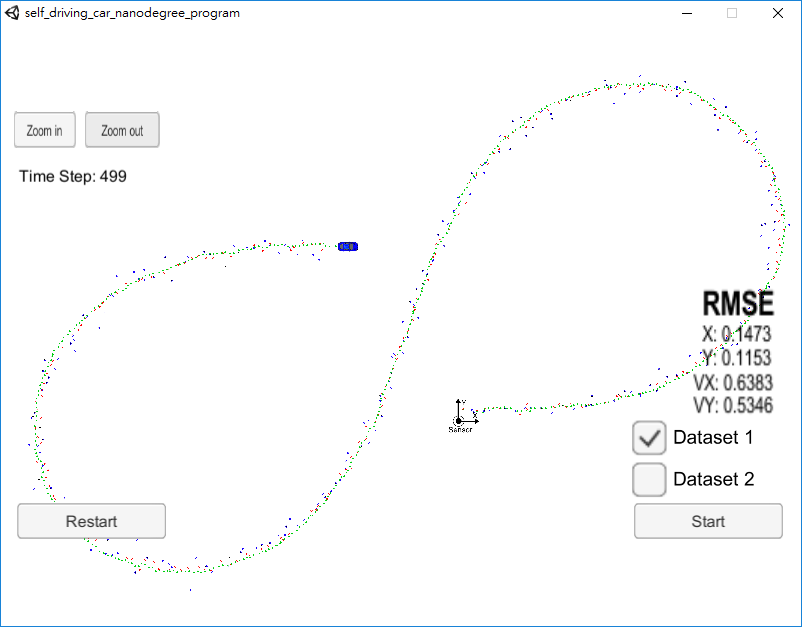 self_driving_car_nanodegree_program
Zoom in
Zoom out
Time Step: 499
RMSE
X: 0.1473
Y: 0.1153
VX: 0.6383
VY: 0.5346
Y
X
Sensor
Dataset 1
Dataset 2
Restart
Start